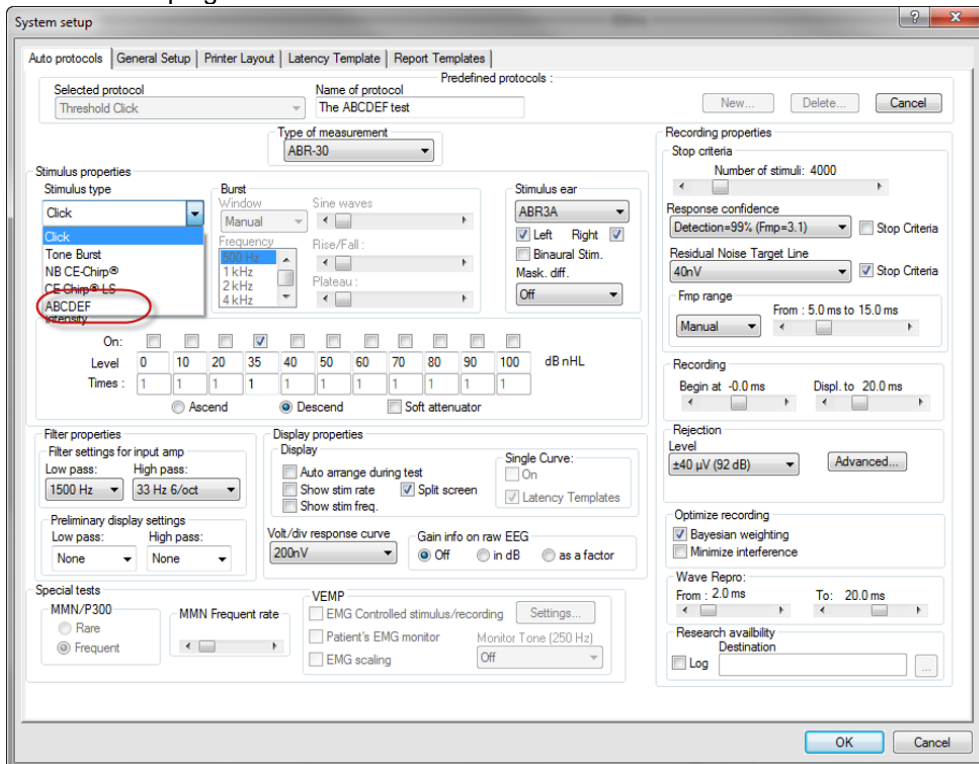 System setup
Auto protocols General Setup Printer Layout Latency Template Report Templates
Predefined protocols :
Selected protocol
Threshold Click
Name of protocol
The ABCDEF test
New... Delete... Cancel
Type of measurement
ABR-30
Stimulus properties
Stimulus type
Click
Click
Tone Burst
NB CE-Chirp®
CE-Chirp® LS
ABCDEF
Intensity
Burst
Window
Manual
Sine waves
Frequency
500 Hz
1 kHz
2 kHz
4 kHz
Rise/Fall :
Plateau :
Stimulus ear
ABR3A
Left Right
Binaural Stim.
Mask. diff.
Off
On:
Level 0 10 20 35 40 50 60 70 80 90 100 dB nHL
Times : 1 1 1 1 1 1 1 1 1 1 1
Ascend Descend Soft attenuator
Filter properties
Filter settings for input amp
Low pass: High pass:
1500 Hz 33 Hz 6/oct
Preliminary display settings
Low pass: High pass:
None None
Display properties
Display
Auto arrange during test
Show stim rate Split screen
Show stim freq.
Single Curve:
On
Latency Templates
Volt/div response curve
200nV
Gain info on raw EEG
Off in dB as a factor
Special tests
MMN/P300
Rare
Frequent
MMN Frequent rate
VEMP
EMG Controlled stimulus/recording Settings...
Patient's EMG monitor
EMG scaling
Monitor Tone (250 Hz)
Off
Recording properties
Stop criteria
Number of stimuli: 4000
Response confidence
Detection=99% (Fmp=3.1) Stop Criteria
Residual Noise Target Line
40nV Stop Criteria
Fmp range
Manual
From : 5.0 ms to 15.0 ms
Recording
Begin at -0.0 ms Displ. to 20.0 ms
Rejection
Level
±40 µV (92 dB) Advanced...
Optimize recording
Bayesian weighting
Minimize interference
Wave Repro:
From : 2.0 ms To: 20.0 ms
Research availbility
Destination
Log ...
OK Cancel